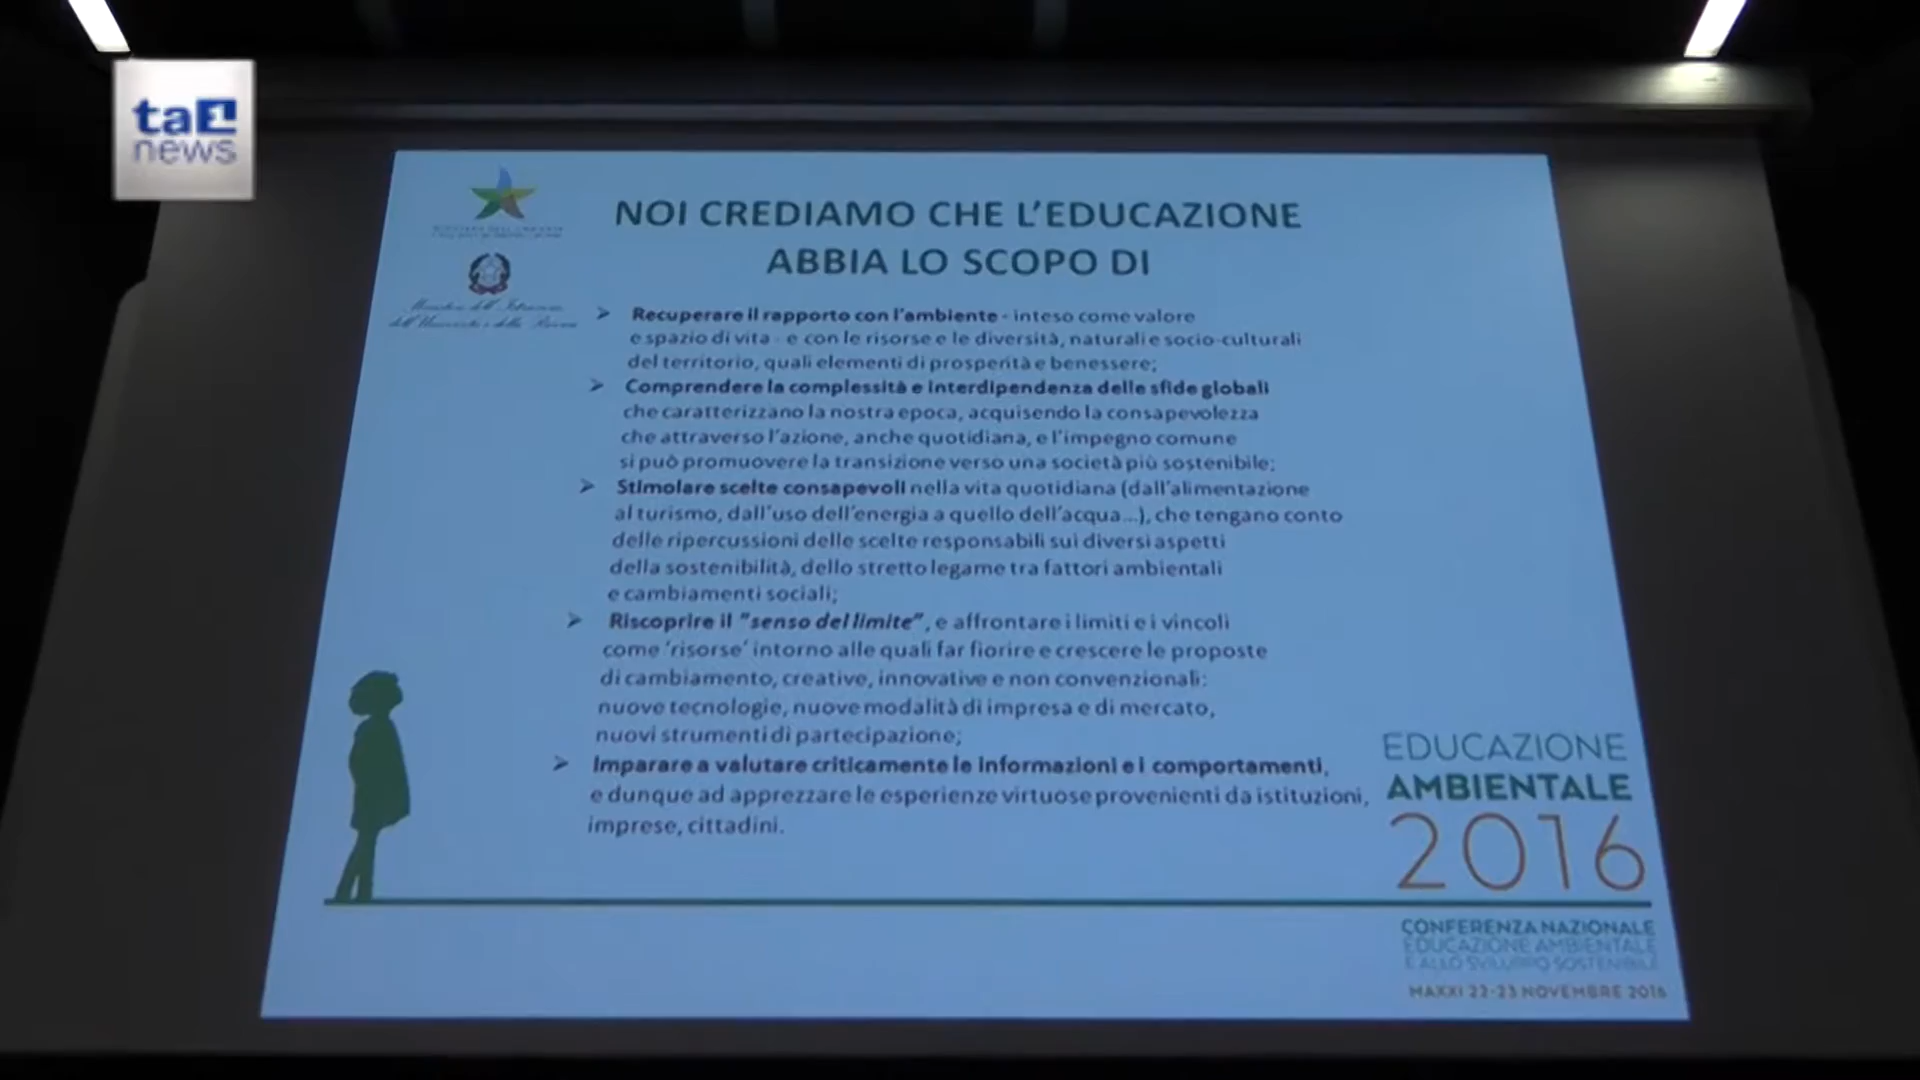 ta1
news
NOI CREDIAMO CHE L'EDUCAZIONE
ABBIA LO SCOPO DI
Ministero dell'Istruzione
dell'Università e della Ricerca
➢ Recuperare il rapporto con l'ambiente - inteso come valore
e spazio di vita - e con le risorse e le diversità, naturali e socio-culturali
del territorio, quali elementi di prosperità e benessere;
➢ Comprendere la complessità e interdipendenza delle sfide globali
che caratterizzano la nostra epoca, acquisendo la consapevolezza
che attraverso l'azione, anche quotidiana, e l'impegno comune
si può promuovere la transizione verso una società più sostenibile;
➢ Stimolare scelte consapevoli nella vita quotidiana (dall'alimentazione
al turismo, dall'uso dell'energia a quello dell'acqua...), che tengano conto
delle ripercussioni delle scelte responsabili sui diversi aspetti
della sostenibilità, dello stretto legame tra fattori ambientali
e cambiamenti sociali;
➢ Riscoprire il "senso del limite", e affrontare i limiti e i vincoli
come 'risorse' intorno alle quali far fiorire e crescere le proposte
di cambiamento, creative, innovative e non convenzionali:
nuove tecnologie, nuove modalità di impresa e di mercato,
nuovi strumenti di partecipazione;
➢ Imparare a valutare criticamente le informazioni e i comportamenti,
e dunque ad apprezzare le esperienze virtuose provenienti da istituzioni,
imprese, cittadini.
EDUCAZIONE
AMBIENTALE
2016
CONFERENZA NAZIONALE
EDUCAZIONE AMBIENTALE
E ALLO SVILUPPO SOSTENIBILE
MAXXI 22-23 NOVEMBRE 2016